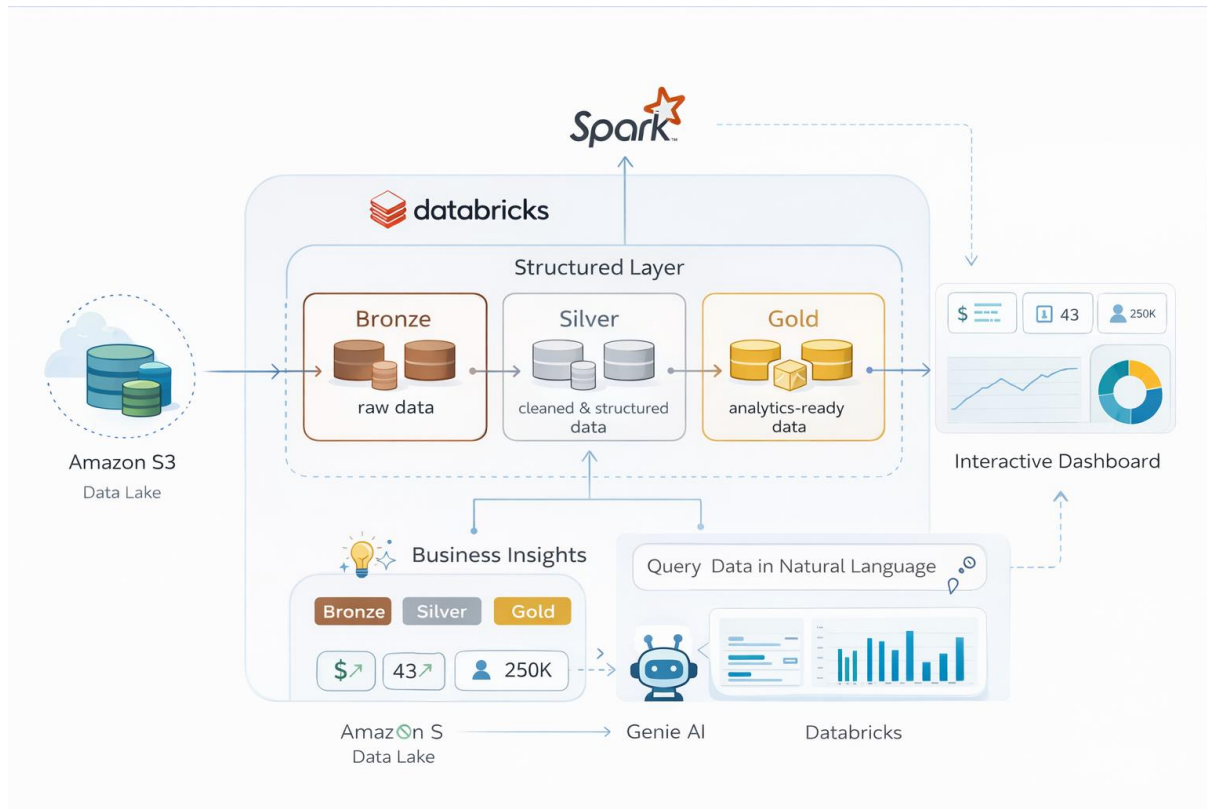 Spark™
databricks
Structured Layer
Bronze
raw data
Silver
cleaned & structured
data
Gold
analytics-ready
data
Amazon S3
Data Lake
$
43
250K
Interactive Dashboard
Business Insights
Bronze
Silver
Gold
$
43
250K
Query Data in Natural Language
Amaz n S
Data Lake
Genie AI
Databricks